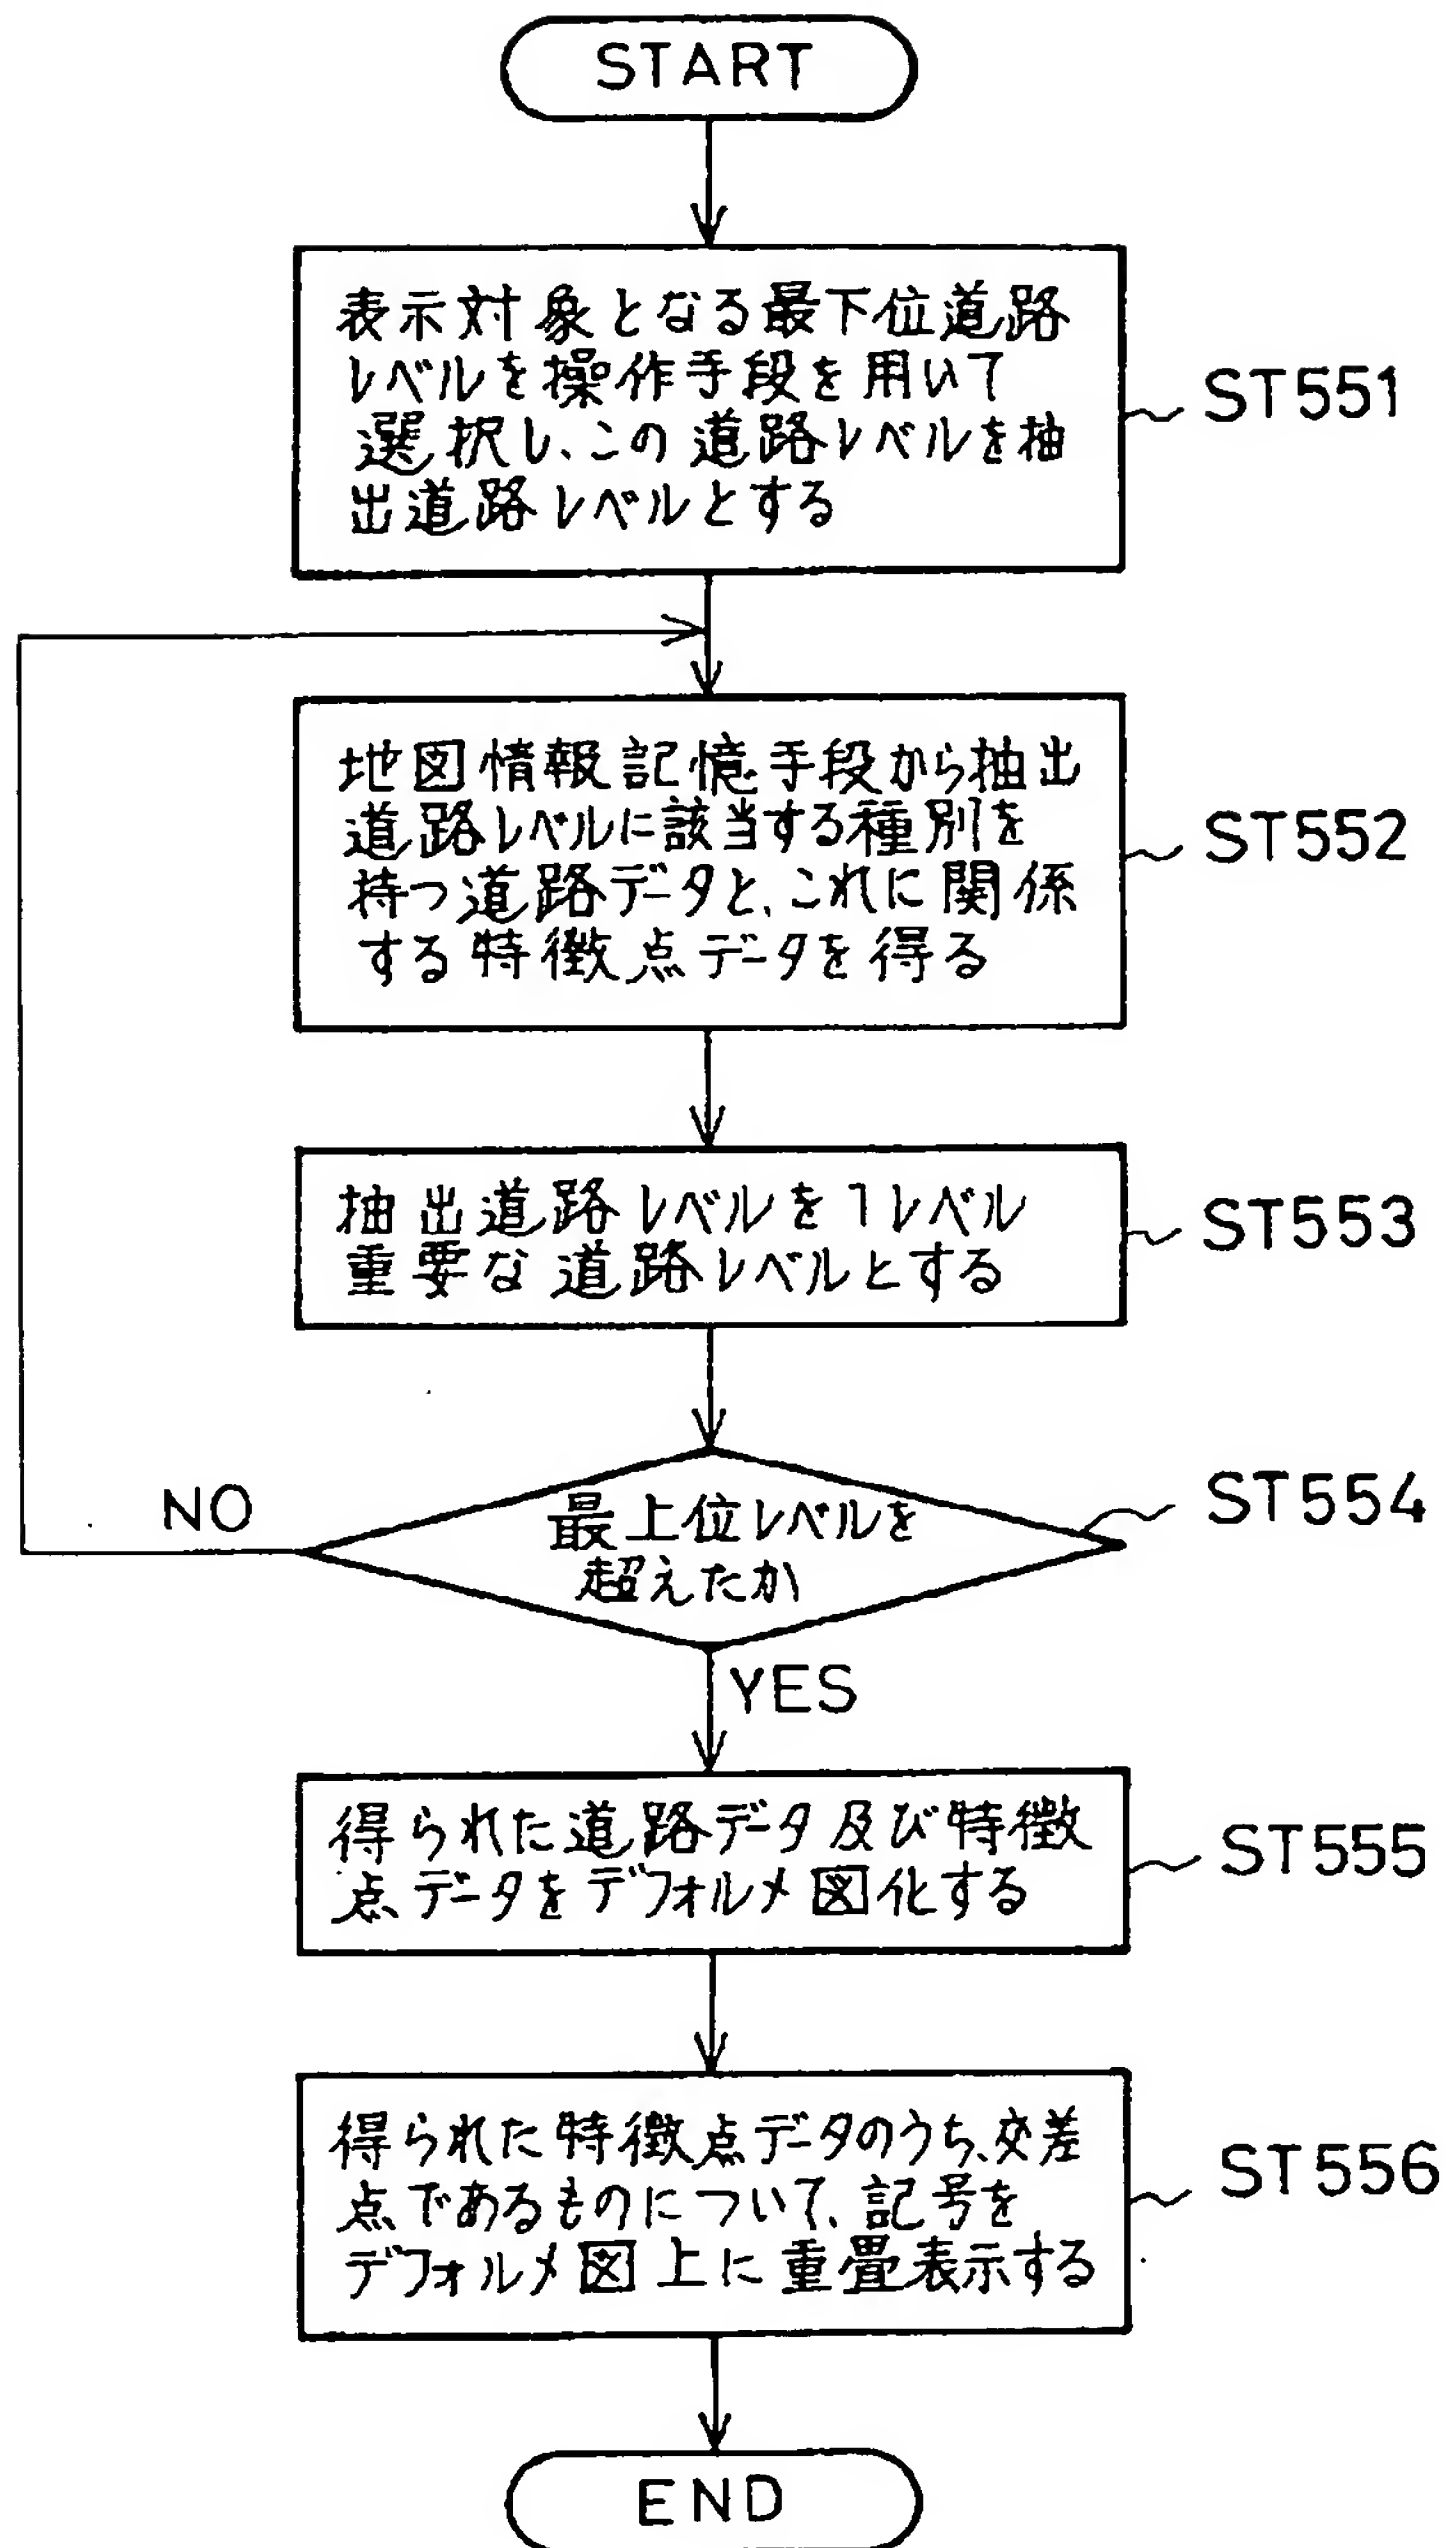 START
表示対象となる最下位道路
レベルを操作手段を用いて
選択し、この道路レベルを抽
出道路レベルとする
ST551
地図情報記憶手段から抽出
道路レベルに該当する種別を
持つ道路データと、これに関係
する特徴点データを得る
ST552
抽出道路レベルを1レベル
重要な道路レベルとする
ST553
最上位レベルを
超えたか
ST554
NO
YES
得られた道路データ及び特徴
点データをデフォルメ図化する
ST555
得られた特徴点データのうち、交差
点であるものについて、記号を
デフォルメ図上に重畳表示する
ST556
END